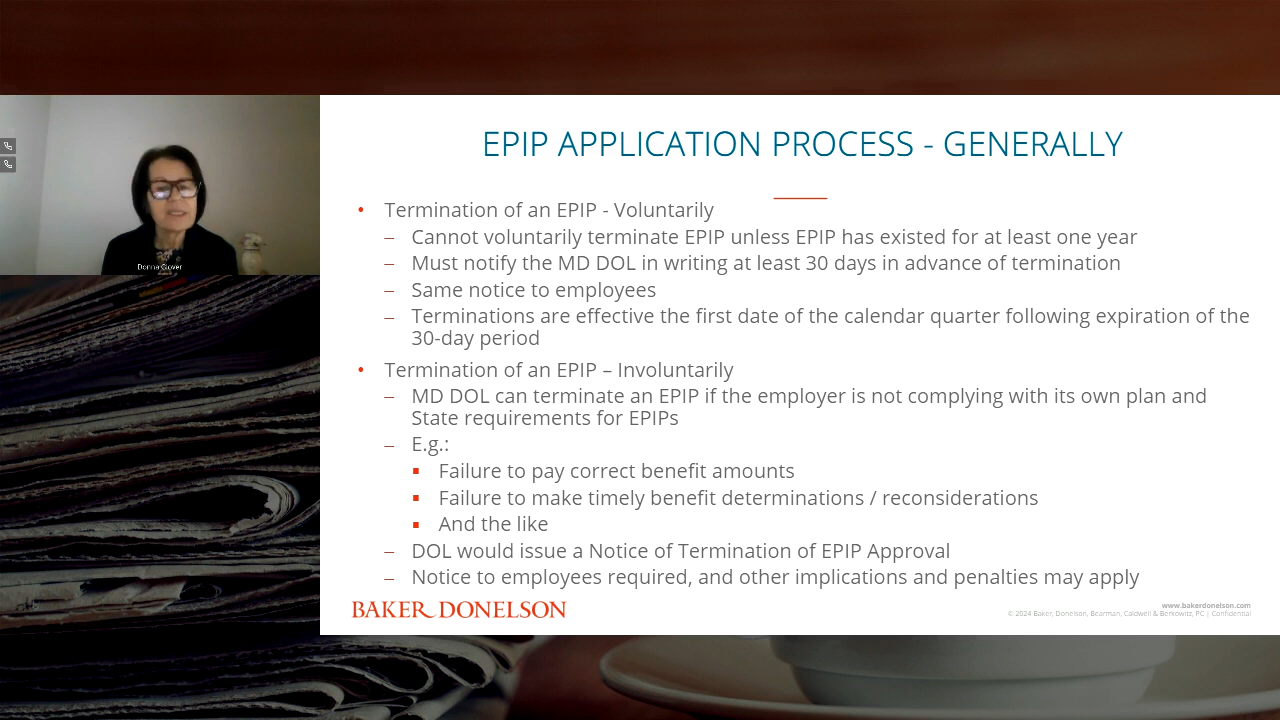 EPIP APPLICATION PROCESS - GENERALLY
• Termination of an EPIP - Voluntarily
– Cannot voluntarily terminate EPIP unless EPIP has existed for at least one year
– Must notify the MD DOL in writing at least 30 days in advance of termination
– Same notice to employees
– Terminations are effective the first date of the calendar quarter following expiration of the
30-day period
• Termination of an EPIP – Involuntarily
– MD DOL can terminate an EPIP if the employer is not complying with its own plan and
State requirements for EPIPs
– E.g.:
▪ Failure to pay correct benefit amounts
▪ Failure to make timely benefit determinations / reconsiderations
▪ And the like
– DOL would issue a Notice of Termination of EPIP Approval
– Notice to employees required, and other implications and penalties may apply
BAKER DONELSON
www.bakerdonelson.com
© 2024 Baker, Donelson, Bearman, Caldwell & Berkowitz, PC | Confidential
Donna Glover